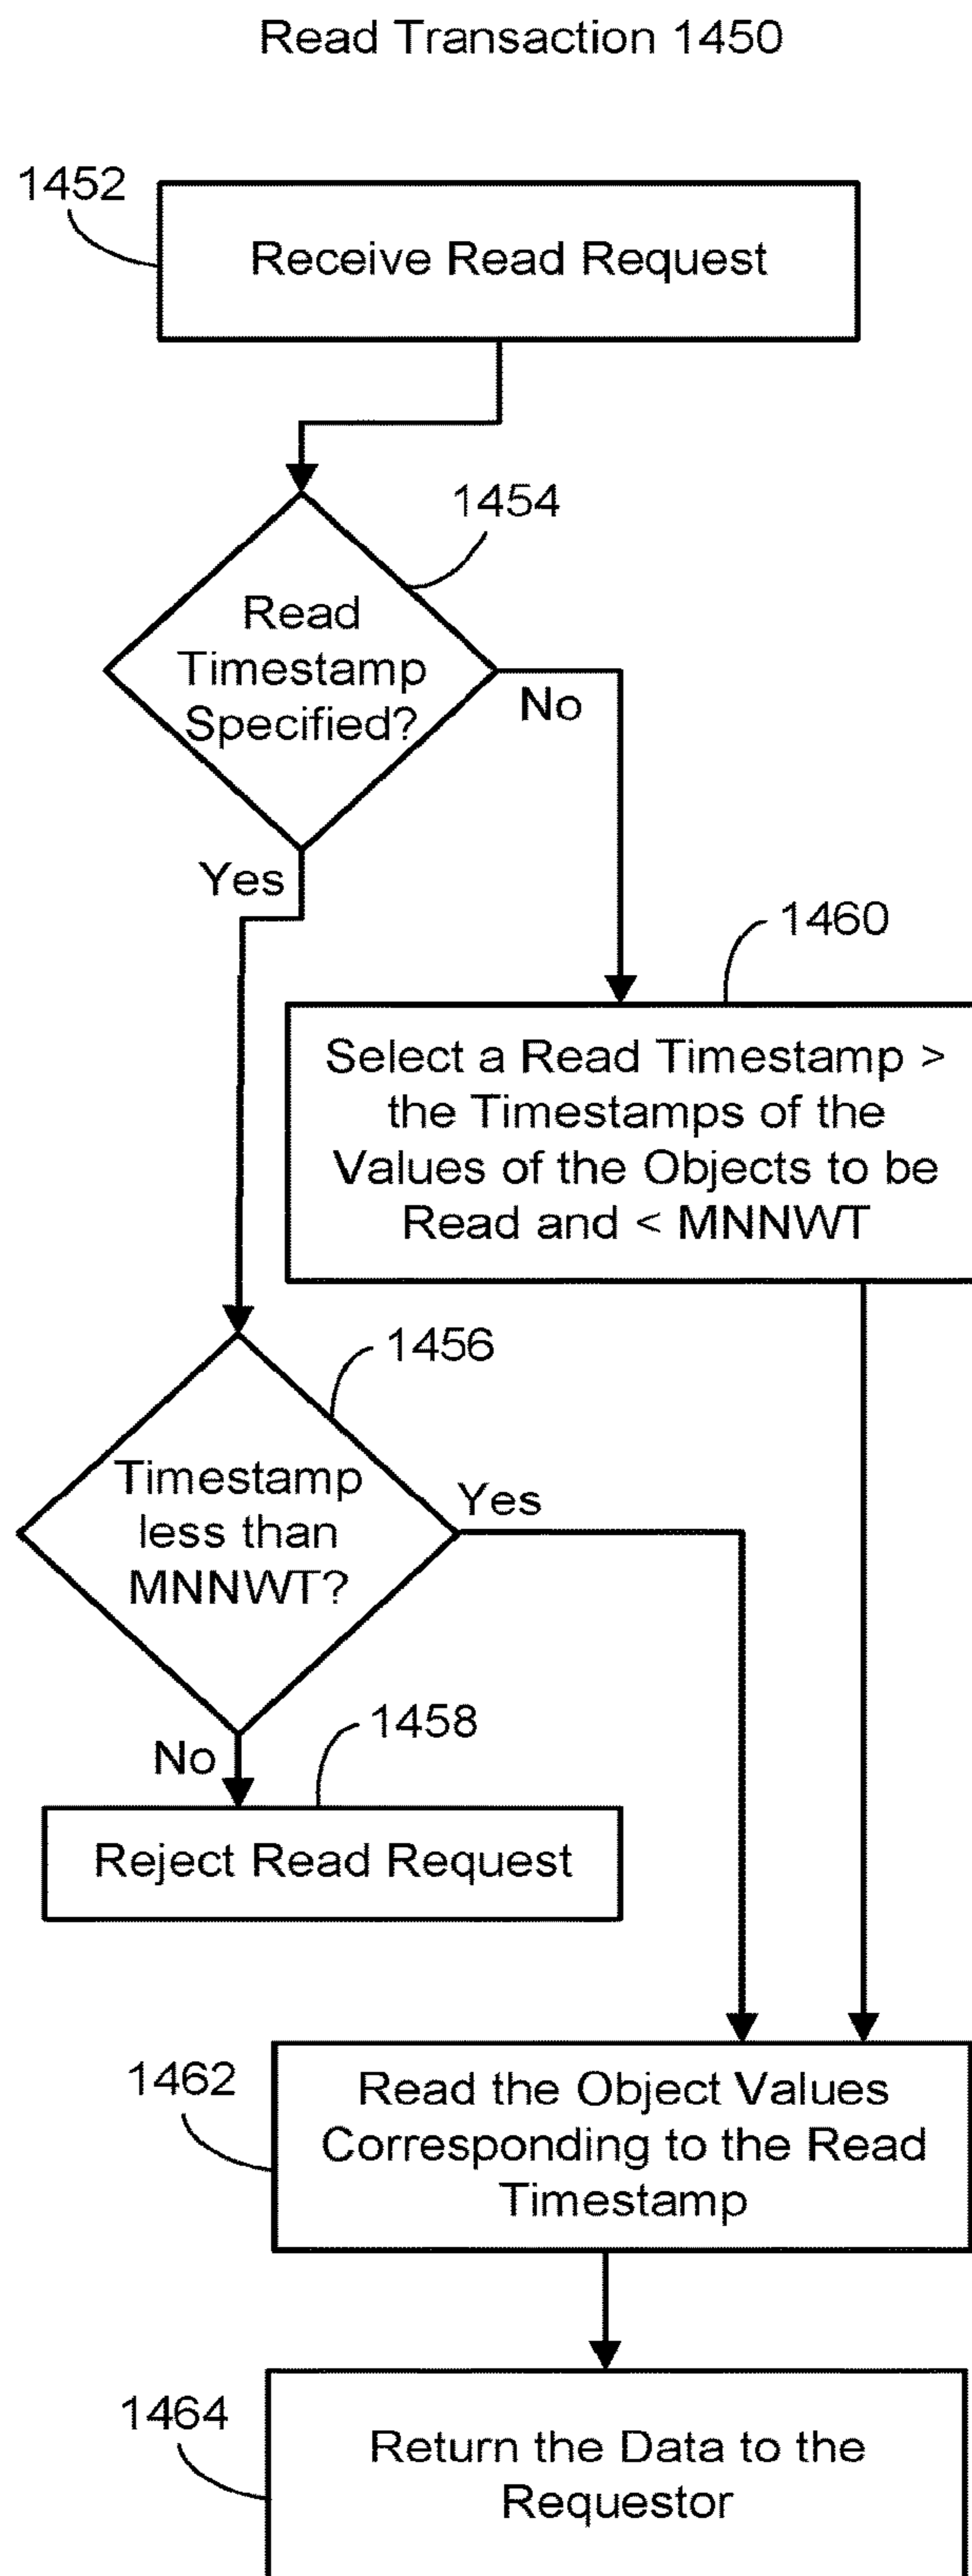 Read Transaction 1450
1452
Receive Read Request
1454
Read
Timestamp
Specified?
No
Yes
1460
Select a Read Timestamp >
the Timestamps of the
Values of the Objects to be
Read and < MNNWT
1456
Timestamp
less than
MNNWT?
Yes
No
1458
Reject Read Request
1462
Read the Object Values
Corresponding to the Read
Timestamp
1464
Return the Data to the
Requestor